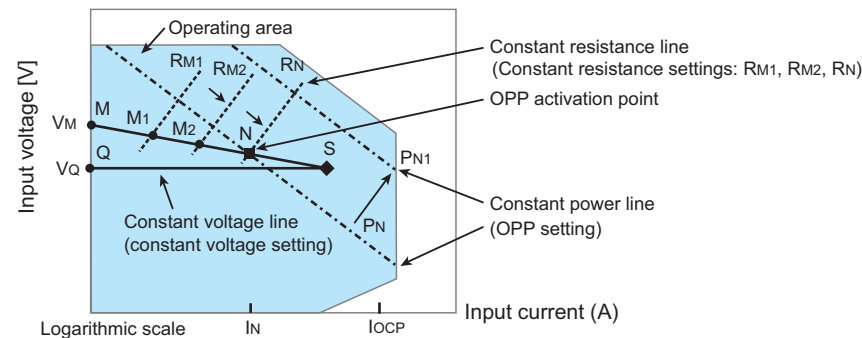 Operating area
RM1
RM2
RN
Constant resistance line
(Constant resistance settings: RM1, RM2, RN)
OPP activation point
Input voltage [V]
VM
M
M1
M2
N
S
VQ
Q
PN1
PN
Constant voltage line
(constant voltage setting)
Constant power line
(OPP setting)
Logarithmic scale
IN
IOCP
Input current (A)